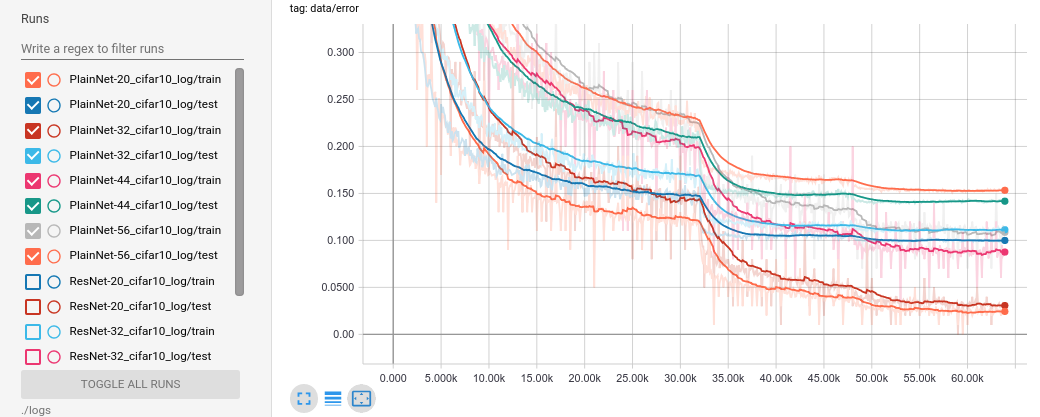 tag: data/error
Runs
Write a regex to filter runs
PlainNet-20_cifar10_log/train
PlainNet-20_cifar10_log/test
PlainNet-32_cifar10_log/train
PlainNet-32_cifar10_log/test
PlainNet-44_cifar10_log/train
PlainNet-44_cifar10_log/test
PlainNet-56_cifar10_log/train
PlainNet-56_cifar10_log/test
ResNet-20_cifar10_log/train
ResNet-20_cifar10_log/test
ResNet-32_cifar10_log/train
ResNet-32_cifar10_log/test
TOGGLE ALL RUNS
./logs
0.300
0.250
0.200
0.150
0.100
0.0500
0.00
0.000 5.000k 10.00k 15.00k 20.00k 25.00k 30.00k 35.00k 40.00k 45.00k 50.00k 55.00k 60.00k